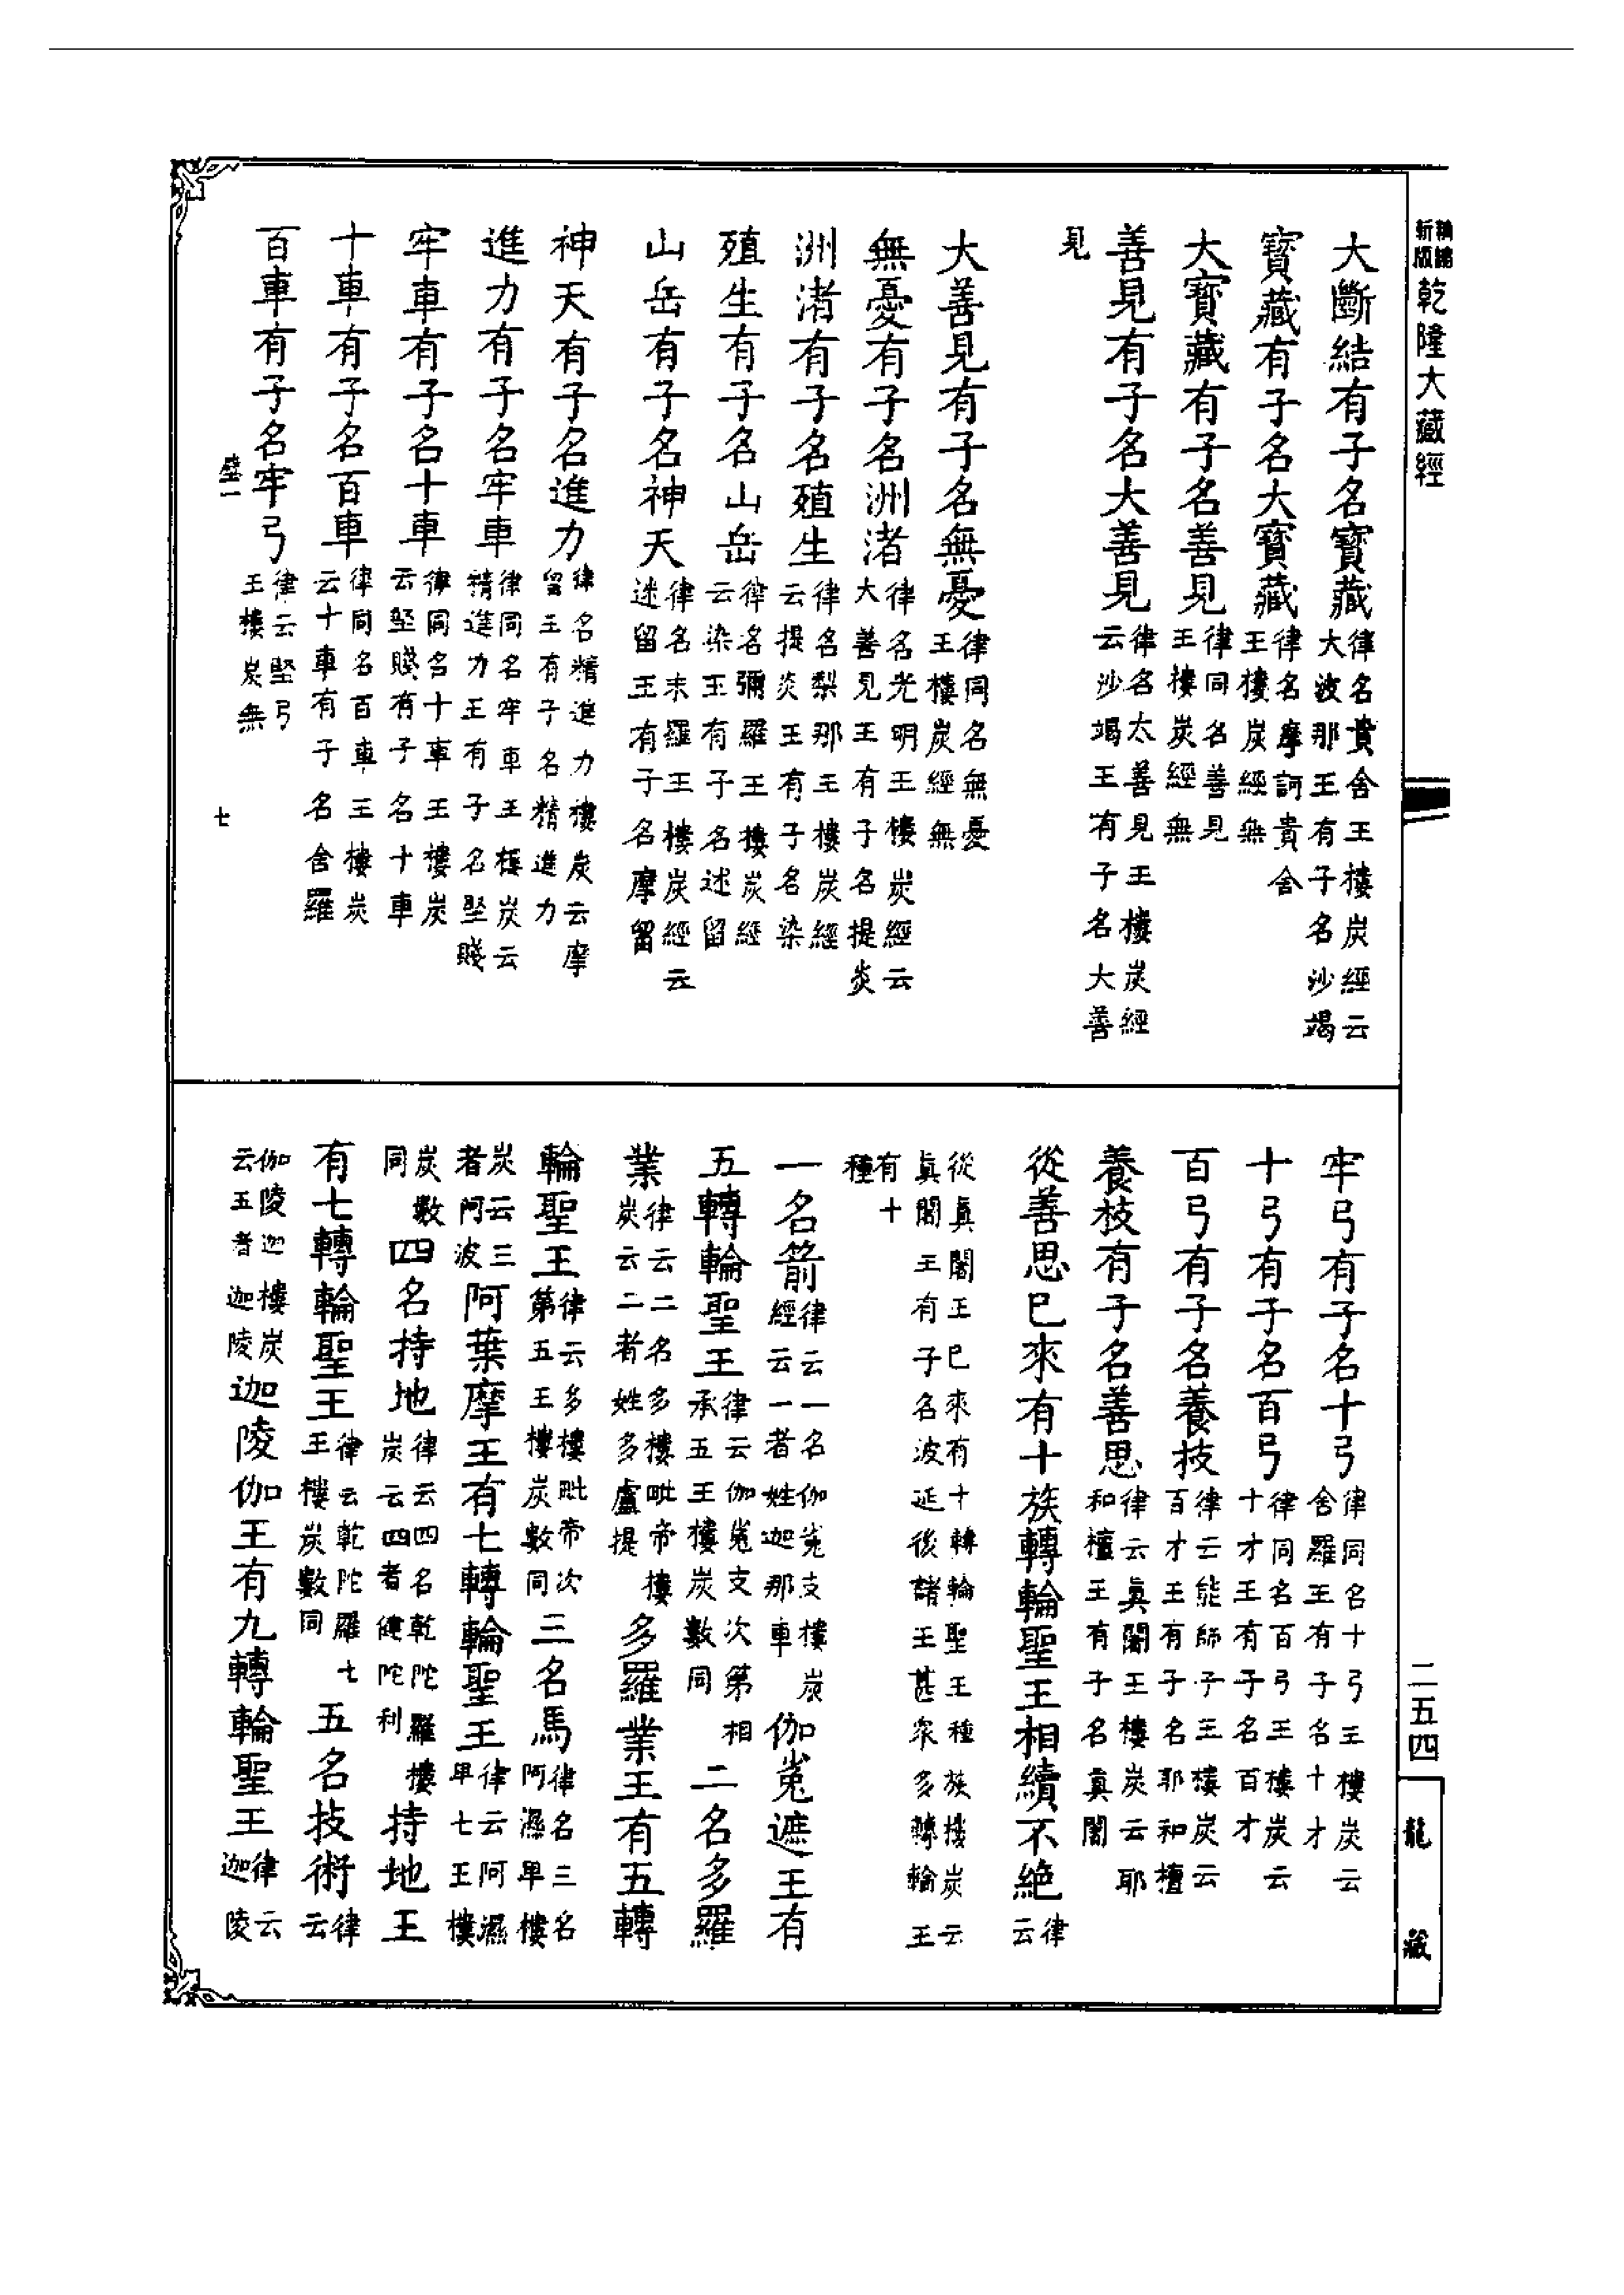 新版
乾隆大藏經
大斷結有子名寶藏律名貴舍王樓炭經云大波那王有子名沙竭
寶藏有子名大寶藏律名摩訶貴舍王樓炭經無
大寶藏有子名善見律同名善見王樓炭經無
善見有子名大善見律名太善見王樓炭經云沙竭王有子名大善
見
大善見有子名無憂律同名無憂王樓炭經無
無憂有子名洲渚律名光明王樓炭經云大善見王有子名提炎
洲渚有子名殖生律名梨那王樓炭經云提炎王有子名染
殖生有子名山岳律名彌羅王樓炭經云染王有子名述留
山岳有子名神天律名末羅王樓炭經云述留王有子名摩留
神天有子名進力律名精進力樓炭云摩留王有子名精進力
進力有子名牢車律同名牢車王樓炭云精進力王有子名堅賤
牢車有子名十車律同名十車王樓炭云堅賤有子名十車
十車有子名百車律同名百車王樓炭云十車有子名舍羅
百車有子名牢弓律云堅弓王樓炭無
七
牢弓有子名十弓律同名十弓王樓炭云舍羅王有子名十才
十弓有子名百弓律同名百弓王樓炭云十才王有子名百才
百弓有子名養技律云能師子王樓炭云百才王有子名耶和檀
養枝有子名善思律云真闍王樓炭云耶和檀王有子名真闍
從善思已來有十族轉輪聖王相續不絕律云
從真闍王已來有十轉輪聖王種族樓炭云真闍王有子名波延後諸王甚眾多轉輪王
有十種
一名箭律云一名伽㝹支樓炭經云一者姓迦那車伽㝹遮王有
五轉輪聖王律云伽㝹支次第相承五王樓炭數同二名多羅
業律云二名多樓毗帝樓炭云二者姓多盧提多羅業王有五轉
輪聖王律云多樓毗帝次第五王樓炭數同三名馬律名三名阿濕卑樓
炭云三者阿波阿葉摩王有七轉輪聖王律云阿濕卑七王樓
炭數同四名持地律云四名乾陀羅樓炭云四者健陀利持地王
有七轉輪聖王律云乾陀羅七王樓炭數同五名技術律云
伽陵迦樓炭云五者迦陵迦陵伽王有九轉輪聖王律云迦陵
二五四
龍藏